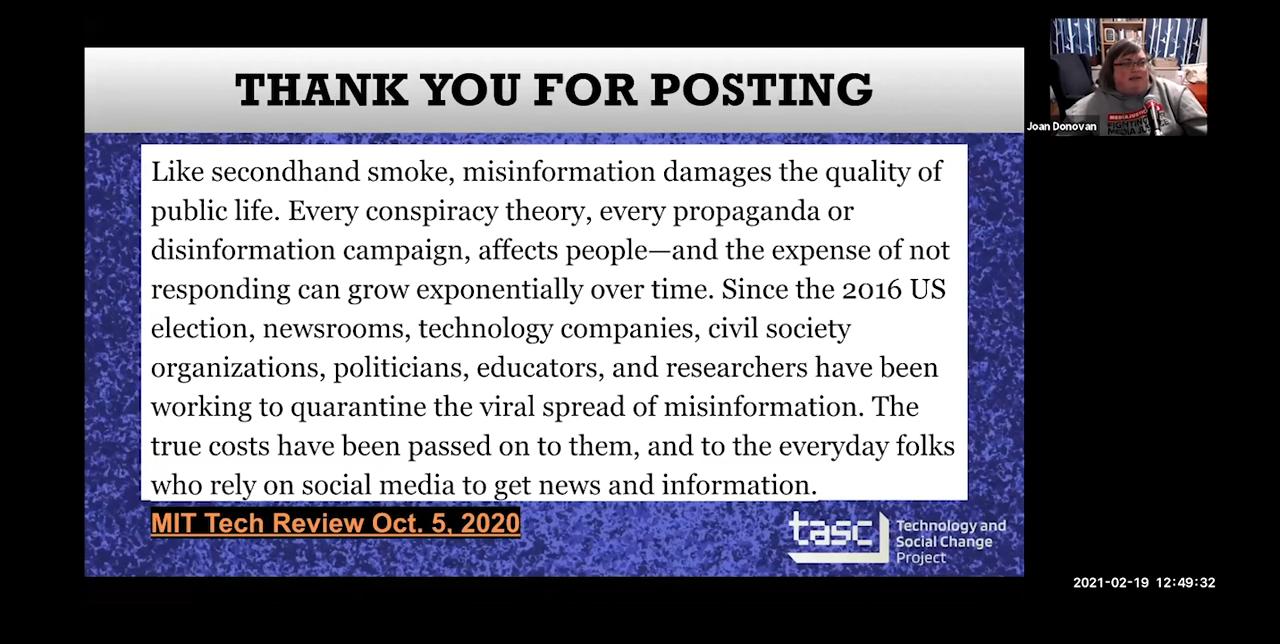 THANK YOU FOR POSTING
Like secondhand smoke, misinformation damages the quality of
public life. Every conspiracy theory, every propaganda or
disinformation campaign, affects people—and the expense of not
responding can grow exponentially over time. Since the 2016 US
election, newsrooms, technology companies, civil society
organizations, politicians, educators, and researchers have been
working to quarantine the viral spread of misinformation. The
true costs have been passed on to them, and to the everyday folks
who rely on social media to get news and information.
MIT Tech Review Oct. 5, 2020
tasc
Technology and
Social Change
Project
MEDIAJUSTIC
FIGHTIN
MEDIA JU
Joan Donovan
2021-02-19 12:49:32